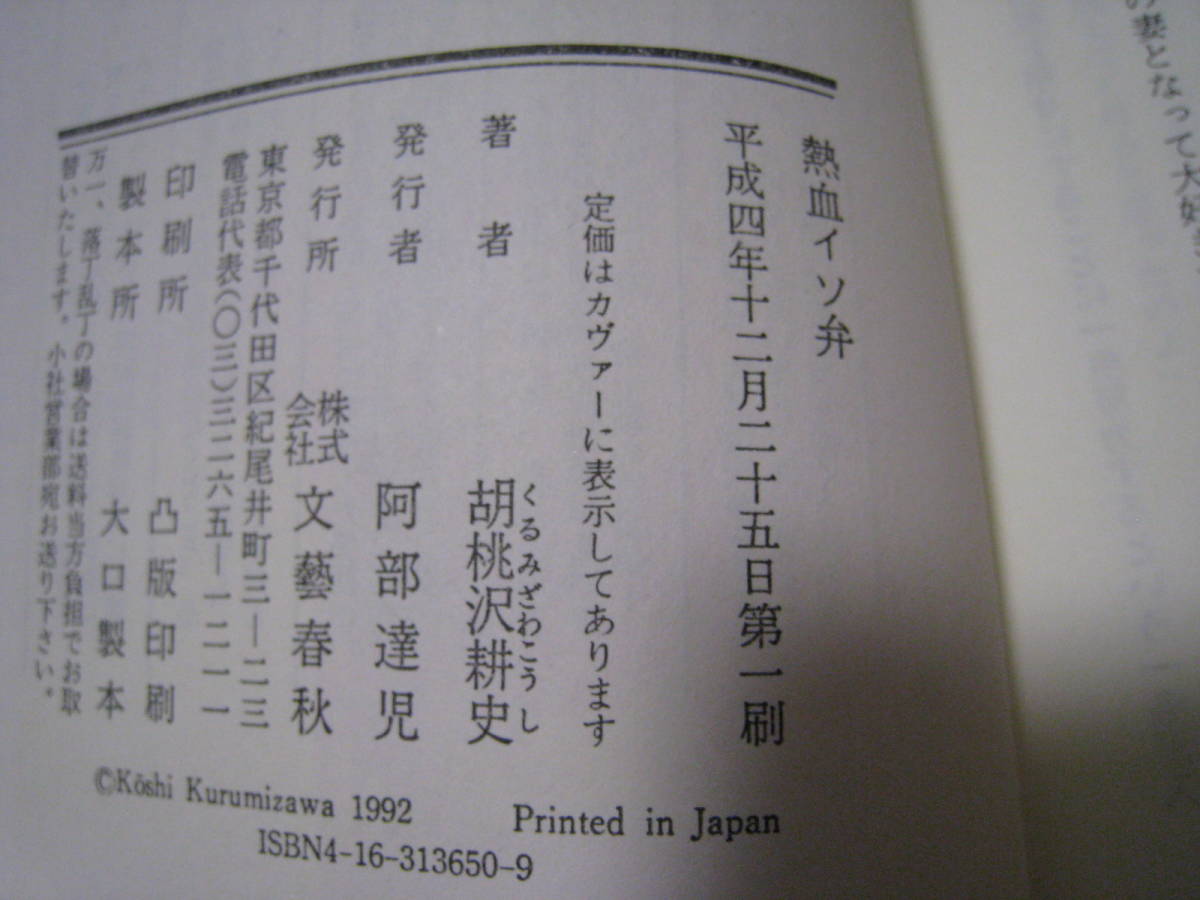 熱血イソ弁
平成四年十二月二十五日第一刷
定価はカヴァーに表示してあります
著者 胡桃沢耕史
くるみざわこうし
発行者 阿部達児
発行所 株式会社 文藝春秋
東京都千代田区紀尾井町三―二三
電話代表(〇三)三二六五―一二一一
印刷所 凸版印刷
製本所 大口製本
万一、落丁乱丁の場合は送料当方負担でお取
替いたします。小社営業部宛お送り下さい。
©Kōshi Kurumizawa 1992 Printed in Japan
ISBN4-16-313650-9
妻となって大